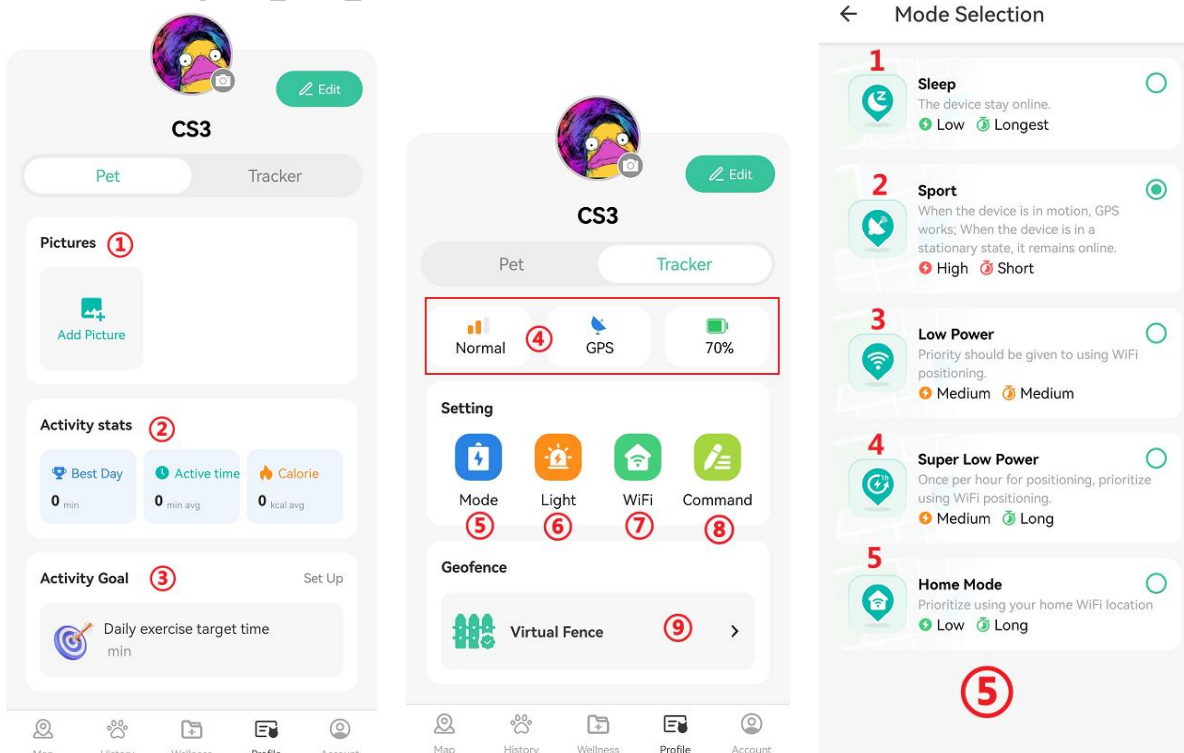 Edit
CS3
Pet Tracker
Pictures ①
Add Picture
Activity stats ②
Best Day Active time Calorie
0 min 0 min avg 0 kcal avg
Activity Goal ③ Set Up
Daily exercise target time
min
Map History Wellness Profile Account
Edit
CS3
Pet Tracker
Normal ④ GPS 70%
Setting
Mode Light WiFi Command
⑤ ⑥ ⑦ ⑧
Geofence
Virtual Fence ⑨
Map History Wellness Profile Account
Mode Selection
1
Sleep
The device stay online.
Low Longest
2
Sport
When the device is in motion, GPS
works; When the device is in a
stationary state, it remains online.
High Short
3
Low Power
Priority should be given to using WiFi
positioning.
Medium Medium
4
Super Low Power
Once per hour for positioning, prioritize
using WiFi positioning.
Medium Long
5
Home Mode
Prioritize using your home WiFi location
Low Long
⑤